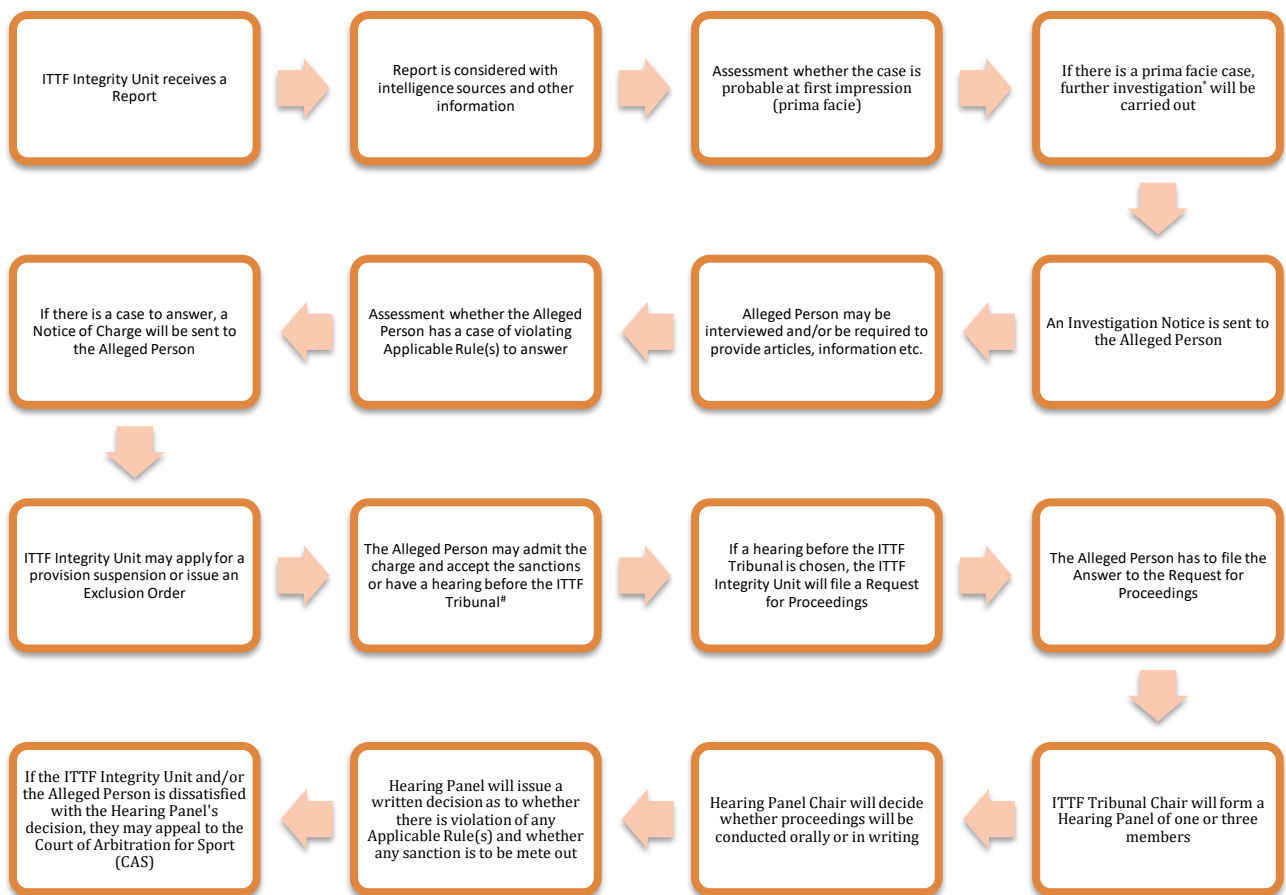 ITTF Integrity Unit receives a
Report
Report is considered with
intelligence sources and other
information
Assessment whether the case is
probable at first impression
(prima facie)
If there is a prima facie case,
further investigation* will be
carried out
An Investigation Notice is sent to
the Alleged Person
Alleged Person may be
interviewed and/or be required to
provide articles, information etc.
Assessment whether the Alleged
Person has a case of violating
Applicable Rule(s) to answer
If there is a case to answer, a
Notice of Charge will be sent to
the Alleged Person
ITTF Integrity Unit may apply for a
provision suspension or issue an
Exclusion Order
The Alleged Person may admit the
charge and accept the sanctions
or have a hearing before the ITTF
Tribunal#
If a hearing before the ITTF
Tribunal is chosen, the ITTF
Integrity Unit will file a Request
for Proceedings
The Alleged Person has to file the
Answer to the Request for
Proceedings
ITTF Tribunal Chair will form a
Hearing Panel of one or three
members
Hearing Panel Chair will decide
whether proceedings will be
conducted orally or in writing
Hearing Panel will issue a
written decision as to whether
there is violation of any
Applicable Rule(s) and whether
any sanction is to be mete out
If the ITTF Integrity Unit and/or
the Alleged Person is dissatisfied
with the Hearing Panel's
decision, they may appeal to the
Court of Arbitration for Sport
(CAS)